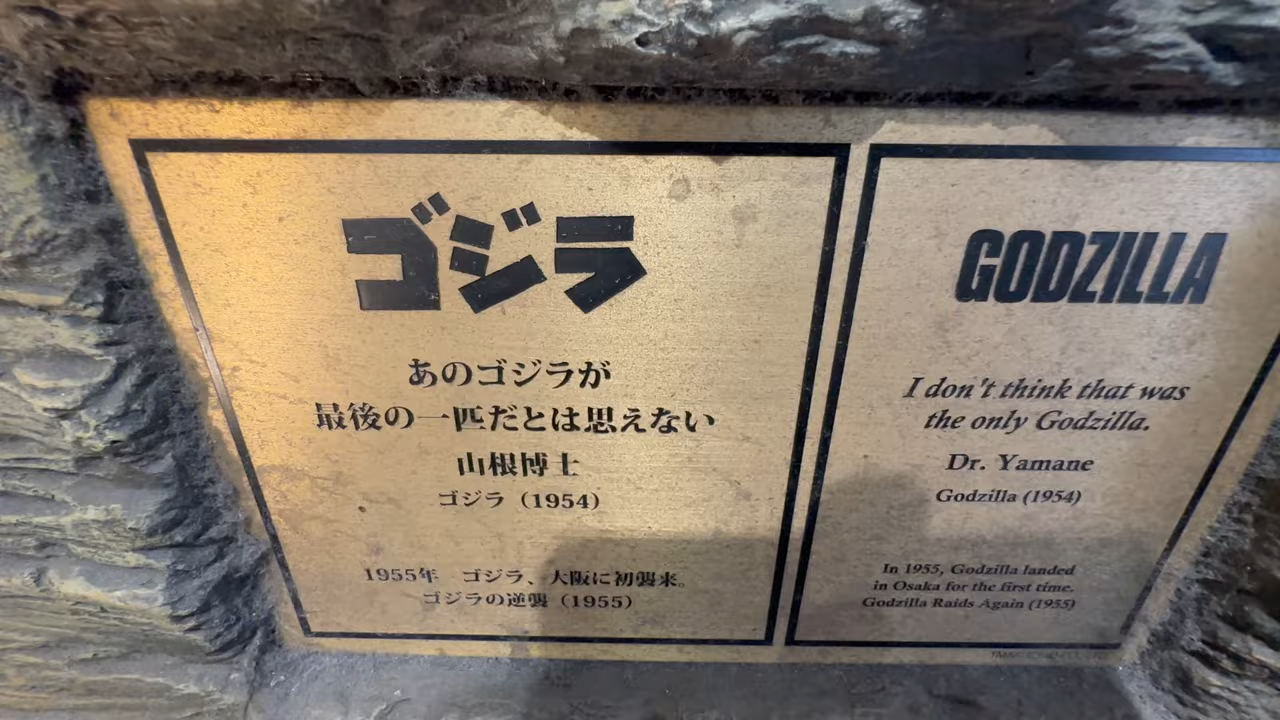 ゴジラ
あのゴジラが
最後の一匹だとは思えない
山根博士
ゴジラ（1954）
1955年　ゴジラ、大阪に初襲来。
ゴジラの逆襲（1955）
GODZILLA
I don't think that was
the only Godzilla.
Dr. Yamane
Godzilla (1954)
In 1955, Godzilla landed
in Osaka for the first time.
Godzilla Raids Again (1955)